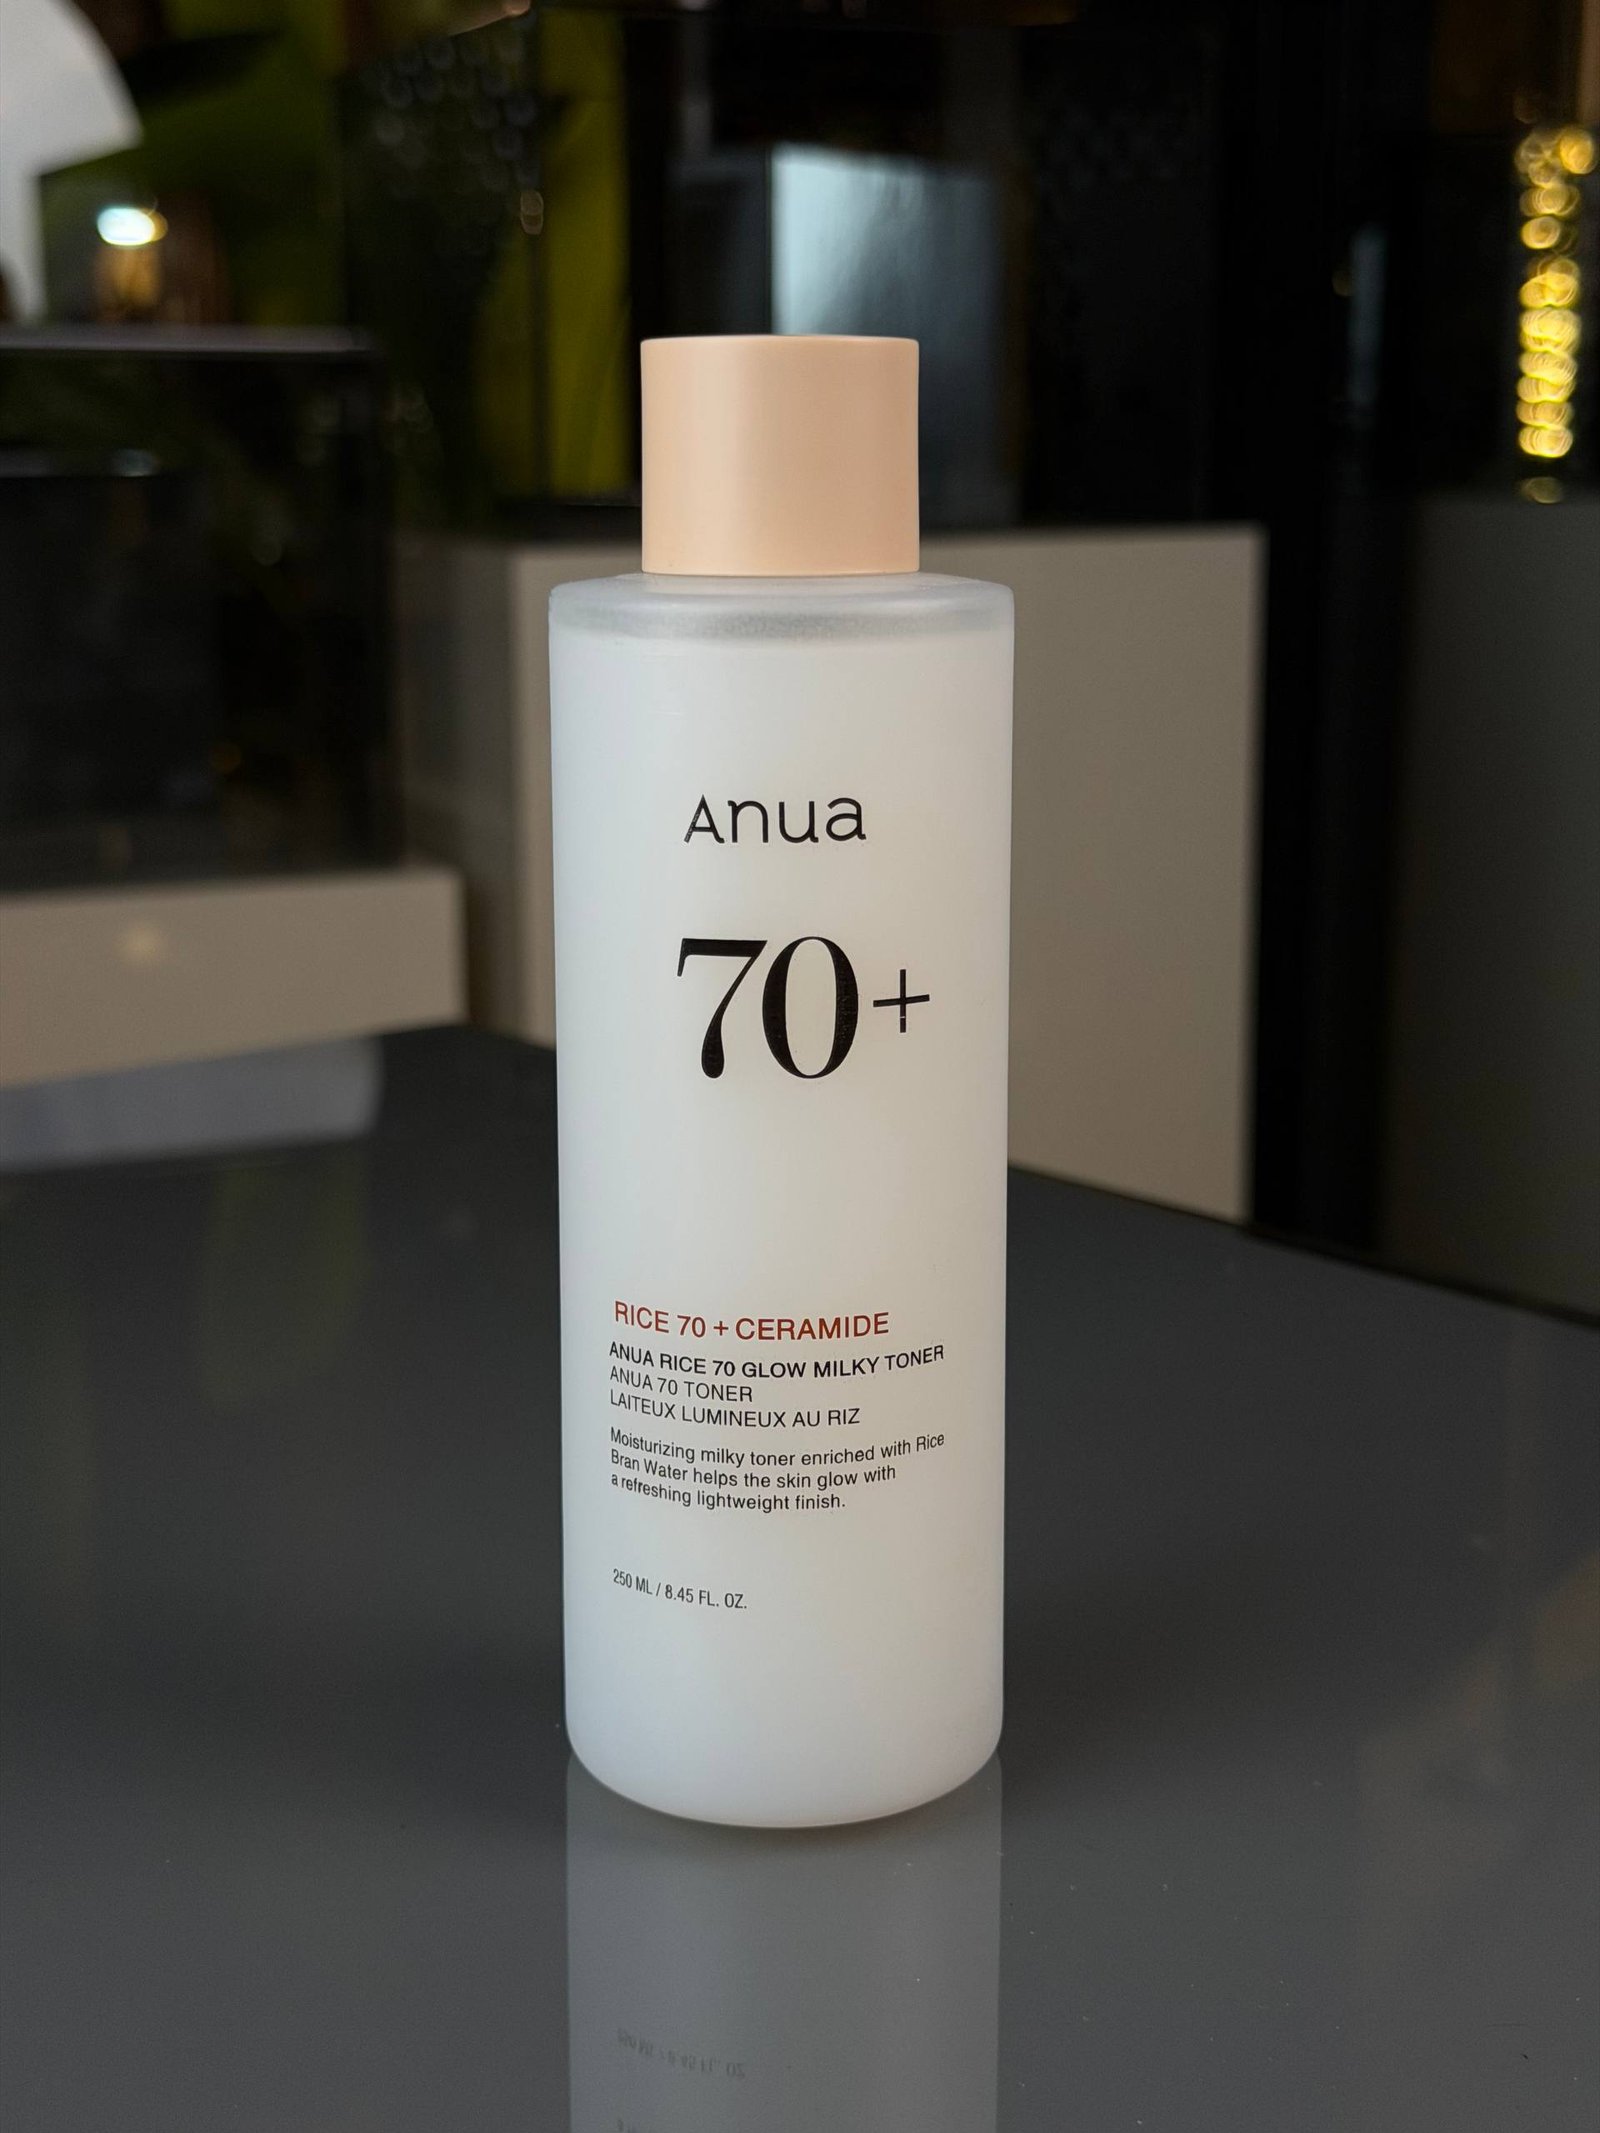 Anua
70+
RICE 70 + CERAMIDE
ANUA RICE 70 GLOW MILKY TONER
ANUA 70 TONER
LAITEUX LUMINEUX AU RIZ
Moisturizing milky toner enriched with Rice
Bran Water helps the skin glow with
a refreshing lightweight finish.
250 ML / 8.45 FL. OZ.